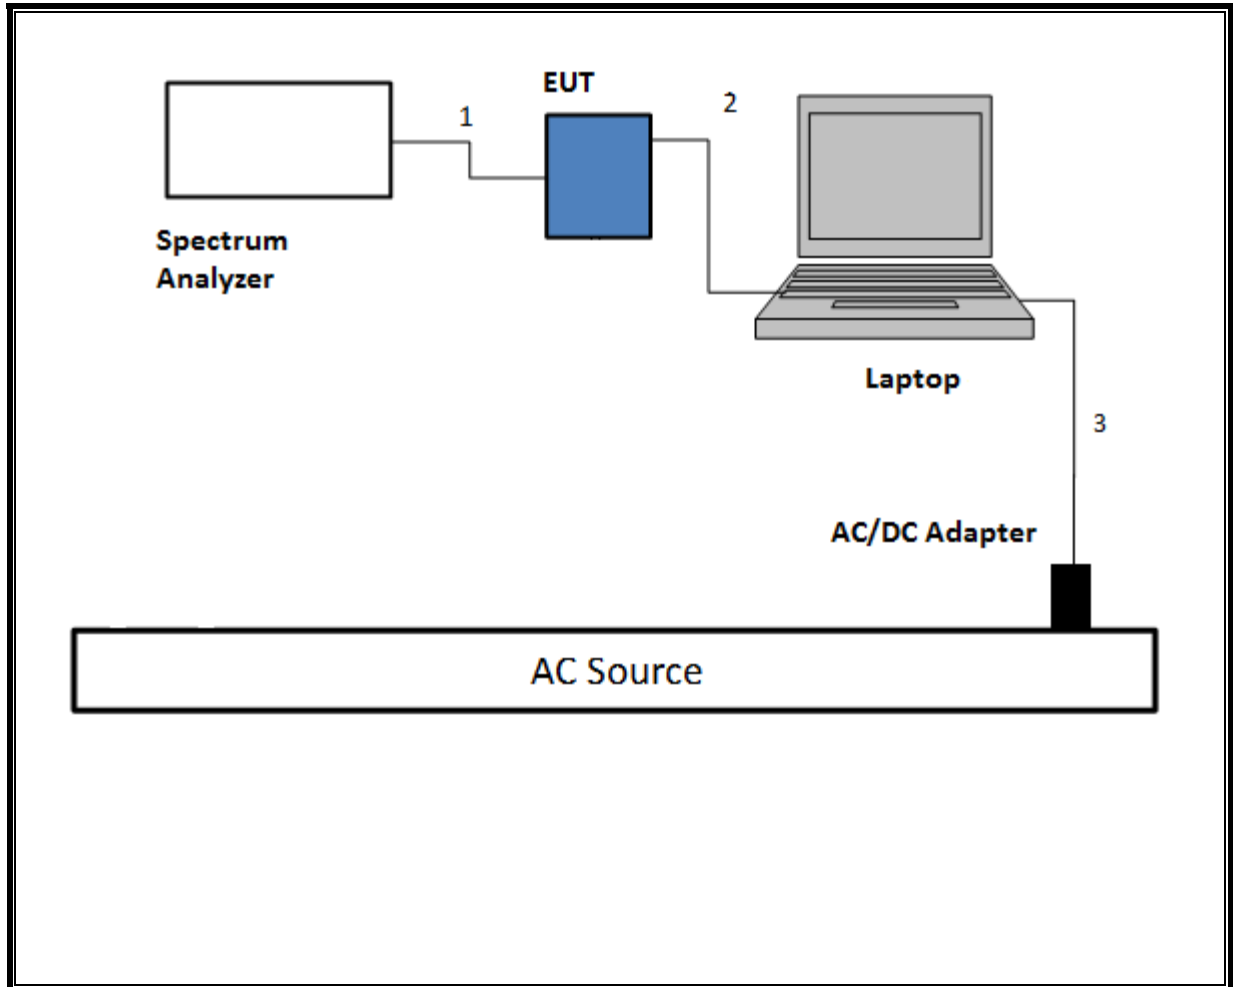 EUT
1
2
Spectrum
Analyzer
Laptop
3
AC/DC Adapter
AC Source